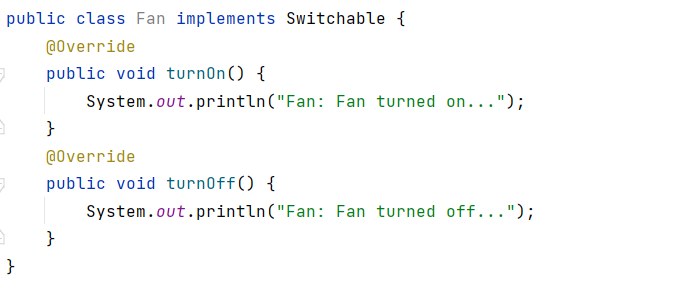 public class Fan implements Switchable {
    @Override
    public void turnOn() {
        System.out.println("Fan: Fan turned on...");
    }
    @Override
    public void turnOff() {
        System.out.println("Fan: Fan turned off...");
    }
}